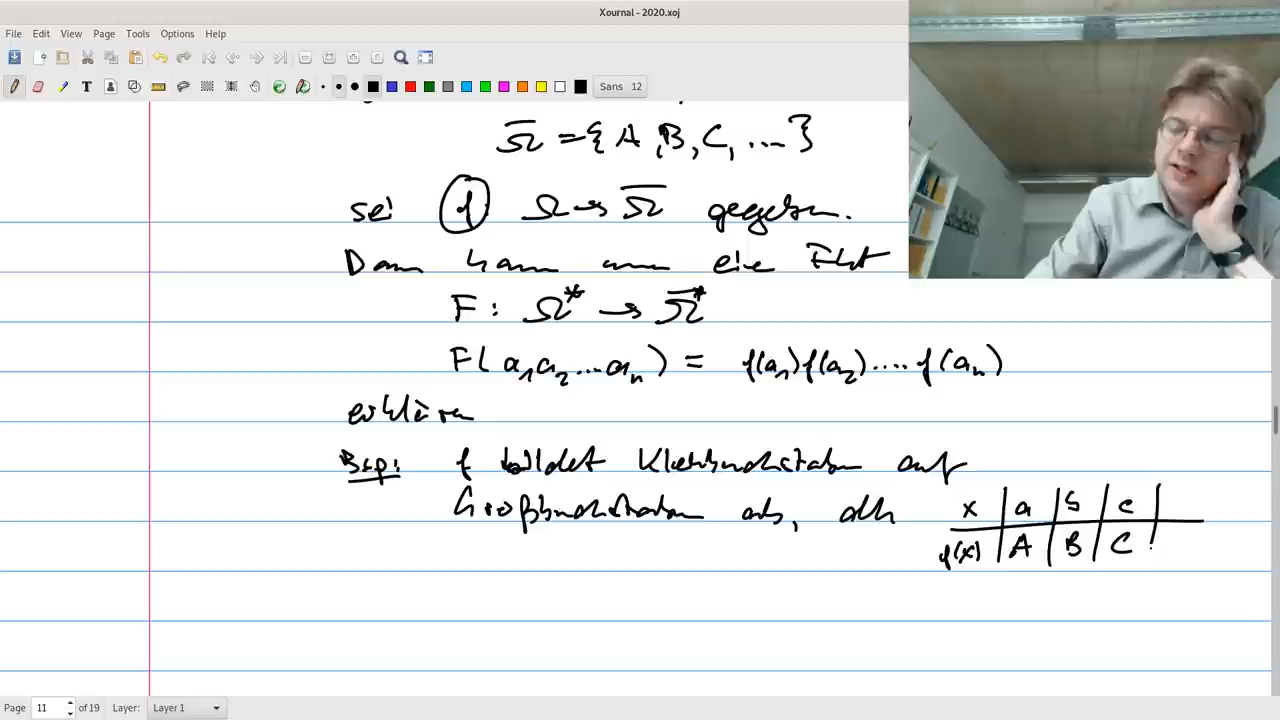 Xournal - 2020.xoj
File Edit View Page Tools Options Help
Sans 12
Ω̅ = {A, B, C, ...}
sei f Ω → Ω̅ gegeben.
Dann kann man eine Fkt
F: Ω* → Ω̅*
F(a₁a₂...aₙ) = f(a₁)f(a₂)....f(aₙ)
erklären
Bsp: f bildet Kleinbuchstaben auf
Großbuchstaben ab, also
x | a | b | c |
f(x) | A | B | C
Page 11 of 19 Layer: Layer 1